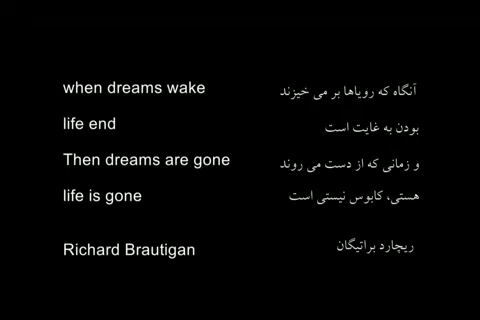 when dreams wake
life end
Then dreams are gone
life is gone
Richard Brautigan
آنگاه که رویاها بر می خیزند
بودن به غایت است
و زمانی که از دست می روند
هستی، کابوس نیستی است
ریچارد براتیگان